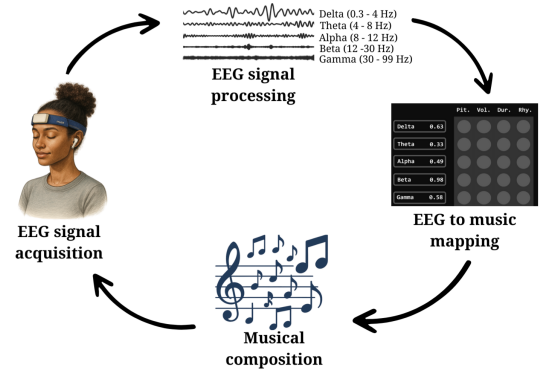 Delta (0.3 - 4 Hz)
Theta (4 - 8 Hz)
Alpha (8 - 12 Hz)
Beta (12 -30 Hz)
Gamma (30 - 99 Hz)
EEG signal
processing
Pit. Vol. Dur. Rhy.
Delta 0.63
Theta 0.33
Alpha 0.49
Beta 0.98
Gamma 0.58
EEG to music
mapping
EEG signal
acquisition
Musical
composition